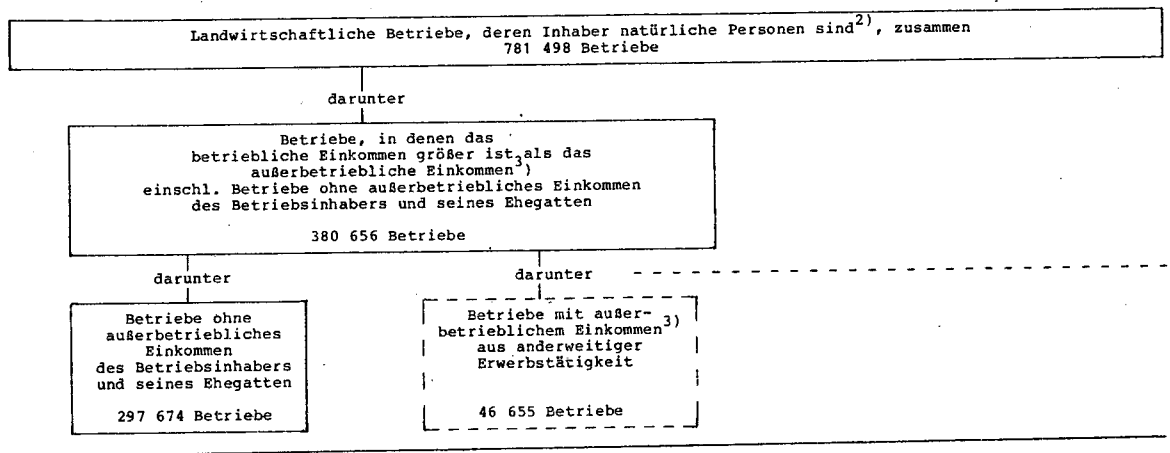 Landwirtschaftliche Betriebe, deren Inhaber natürliche Personen sind2), zusammen
781 498 Betriebe
darunter
Betriebe, in denen das
betriebliche Einkommen größer ist als das
außerbetriebliche Einkommen3)
einschl. Betriebe ohne außerbetriebliches Einkommen
des Betriebsinhabers und seines Ehegatten
380 656 Betriebe
darunter
darunter
Betriebe ohne
außerbetriebliches
Einkommen
des Betriebsinhabers
und seines Ehegatten
297 674 Betriebe
Betriebe mit außer-
betrieblichem Einkommen3)
aus anderweitiger
Erwerbstätigkeit
46 655 Betriebe